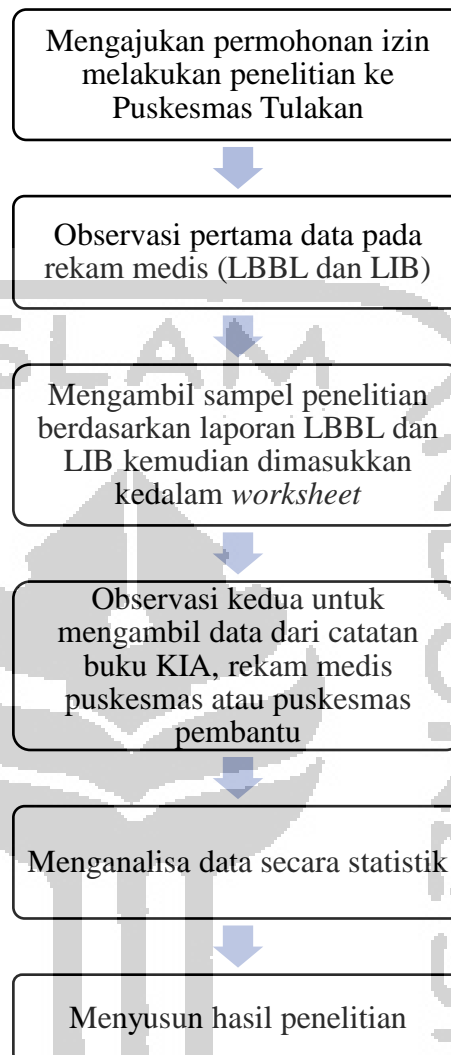 Mengajukan permohonan izin
melakukan penelitian ke
Puskesmas Tulakan
Observasi pertama data pada
rekam medis (LBBL dan LIB)
ISLAM
Mengambil sampel penelitian
berdasarkan laporan LBBL dan
LIB kemudian dimasukkan
kedalam worksheet
Observasi kedua untuk
mengambil data dari catatan
buku KIA, rekam medis
puskesmas atau puskesmas
pembantu
Menganalisa data secara statistik
Menyusun hasil penelitian